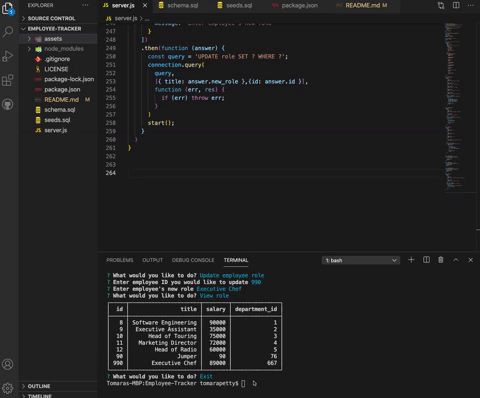 EXPLORER
SOURCE CONTROL
EMPLOYEE-TRACKER
assets
node_modules
.gitignore
LICENSE
package-lock.json
package.json
README.md M
schema.sql
seeds.sql
JS server.js
OUTLINE
TIMELINE
JS server.js
schema.sql
seeds.sql
package.json
README.md M
JS server.js > ...
247 }
248 ])
249 .then(function (answer) {
250 const query = 'UPDATE role SET ? WHERE ?';
251 connection.query(
252 query,
253 [{ title: answer.new_role },{id: answer.id }],
254 function (err, res) {
255 if (err) throw err;
256 }
257 )
258 start();
259 }
260 )
261 }
262
263
264
PROBLEMS OUTPUT DEBUG CONSOLE TERMINAL 1: bash
? What would you like to do? Update employee role
? Enter employee ID you would like to update 990
? Enter employee's new role Executive Chef
? What would you like to do? View role
id title salary department_id
8 Software Engineering 90000 1
9 Executive Assistant 35000 2
10 Head of Touring 75000 3
11 Marketing Director 72000 4
12 Head of Radio 60000 5
90 Jumper 90 76
990 Executive Chef 89000 667
? What would you like to do? Exit
Tomaras-MBP:Employee-Tracker tomarapetty$